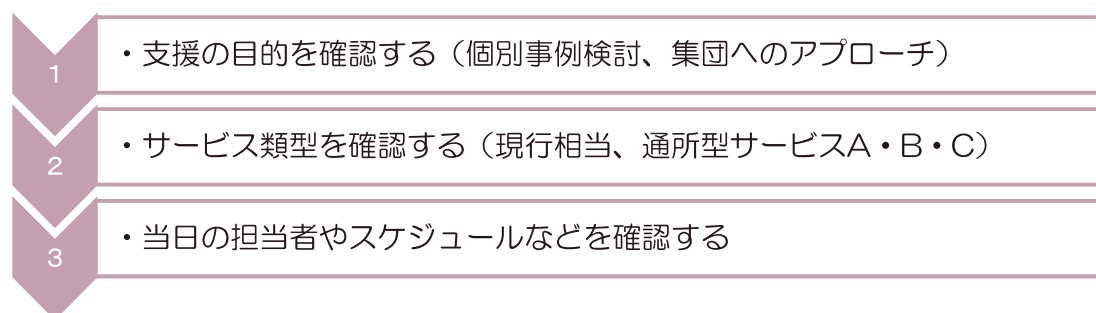 1
・支援の目的を確認する（個別事例検討、集団へのアプローチ）
2
・サービス類型を確認する（現行相当、通所型サービスA・B・C）
3
・当日の担当者やスケジュールなどを確認する